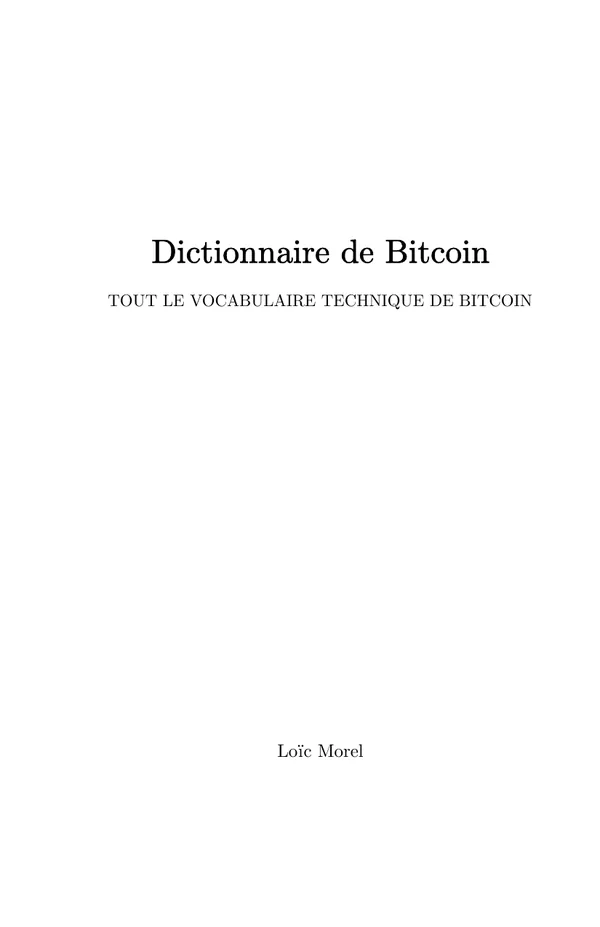 Dictionnaire de Bitcoin
TOUT LE VOCABULAIRE TECHNIQUE DE BITCOIN
Loïc Morel